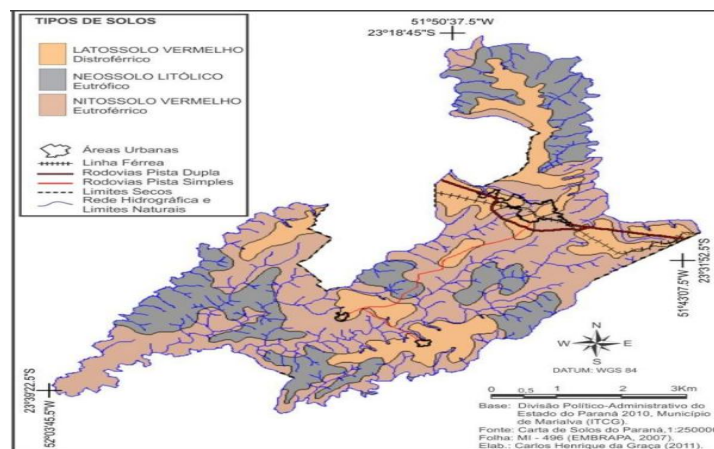 TIPOS DE SOLOS
LATOSSOLO VERMELHO
Distroférrico
NEOSSOLO LITÓLICO
Eutrófico
NITOSSOLO VERMELHO
Eutroférrico
Áreas Urbanas
Linha Férrea
Rodovias Pista Dupla
Rodovias Pista Simples
Limites Secos
Rede Hidrográfica e
Limites Naturais
51°50'37.5"W
23°18'45"S
23°31'52.5"S
51°43'07.5"W
23°39'22.5"S
52°03'45.5"W
N
W
E
S
DATUM: WGS 84
0 0,5 1 2 3Km
Base: Divisão Político-Administrativo do
Estado do Paraná 2010, Município
de Marialva (ITCG).
Fonte: Carta de Solos do Paraná,1:250000
Folha: MI - 496 (EMBRAPA, 2007).
Elab.: Carlos Henrique da Graça (2011).